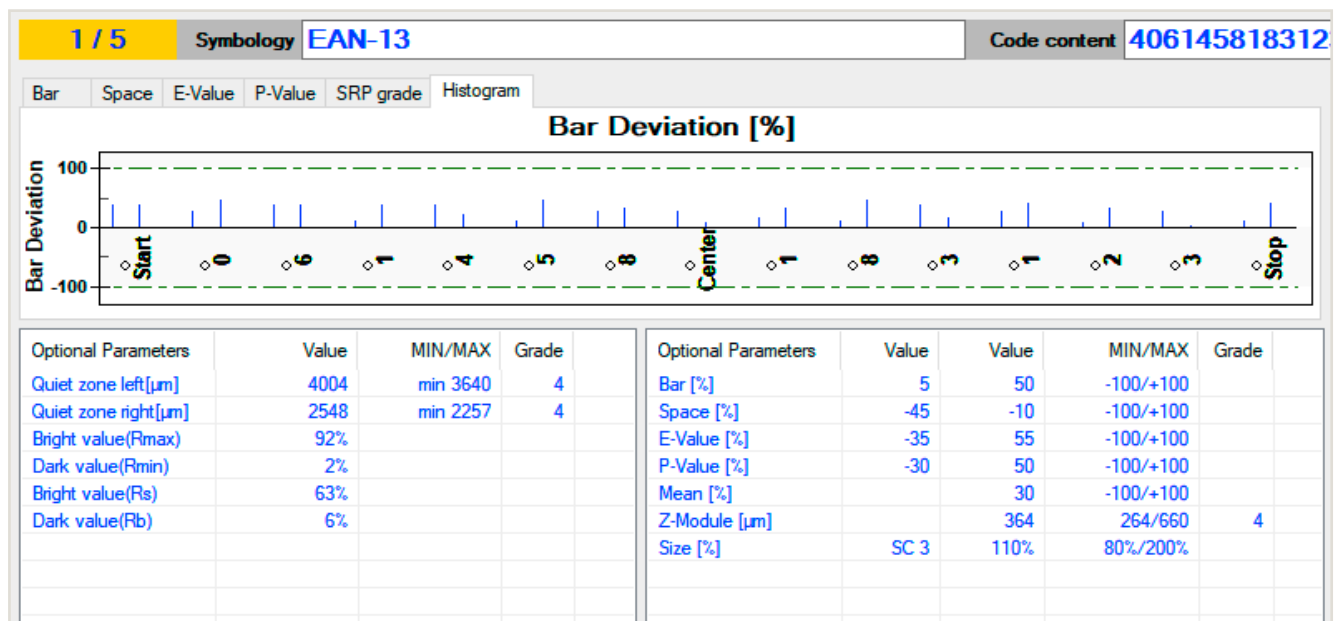 1 / 5 Symbology EAN-13 Code content 406145818312
Bar Space E-Value P-Value SRP grade Histogram
Bar Deviation [%]
Bar Deviation
100
0
-100
Start 0 6 1 4 5 8 Center 1 8 3 1 2 3 Stop
Optional Parameters Value MIN/MAX Grade
Quiet zone left[µm] 4004 min 3640 4
Quiet zone right[µm] 2548 min 2257 4
Bright value(Rmax) 92%
Dark value(Rmin) 2%
Bright value(Rs) 63%
Dark value(Rb) 6%
Optional Parameters Value Value MIN/MAX Grade
Bar [%] 5 50 -100/+100
Space [%] -45 -10 -100/+100
E-Value [%] -35 55 -100/+100
P-Value [%] -30 50 -100/+100
Mean [%] 30 -100/+100
Z-Module [µm] 364 264/660 4
Size [%] SC 3 110% 80%/200%